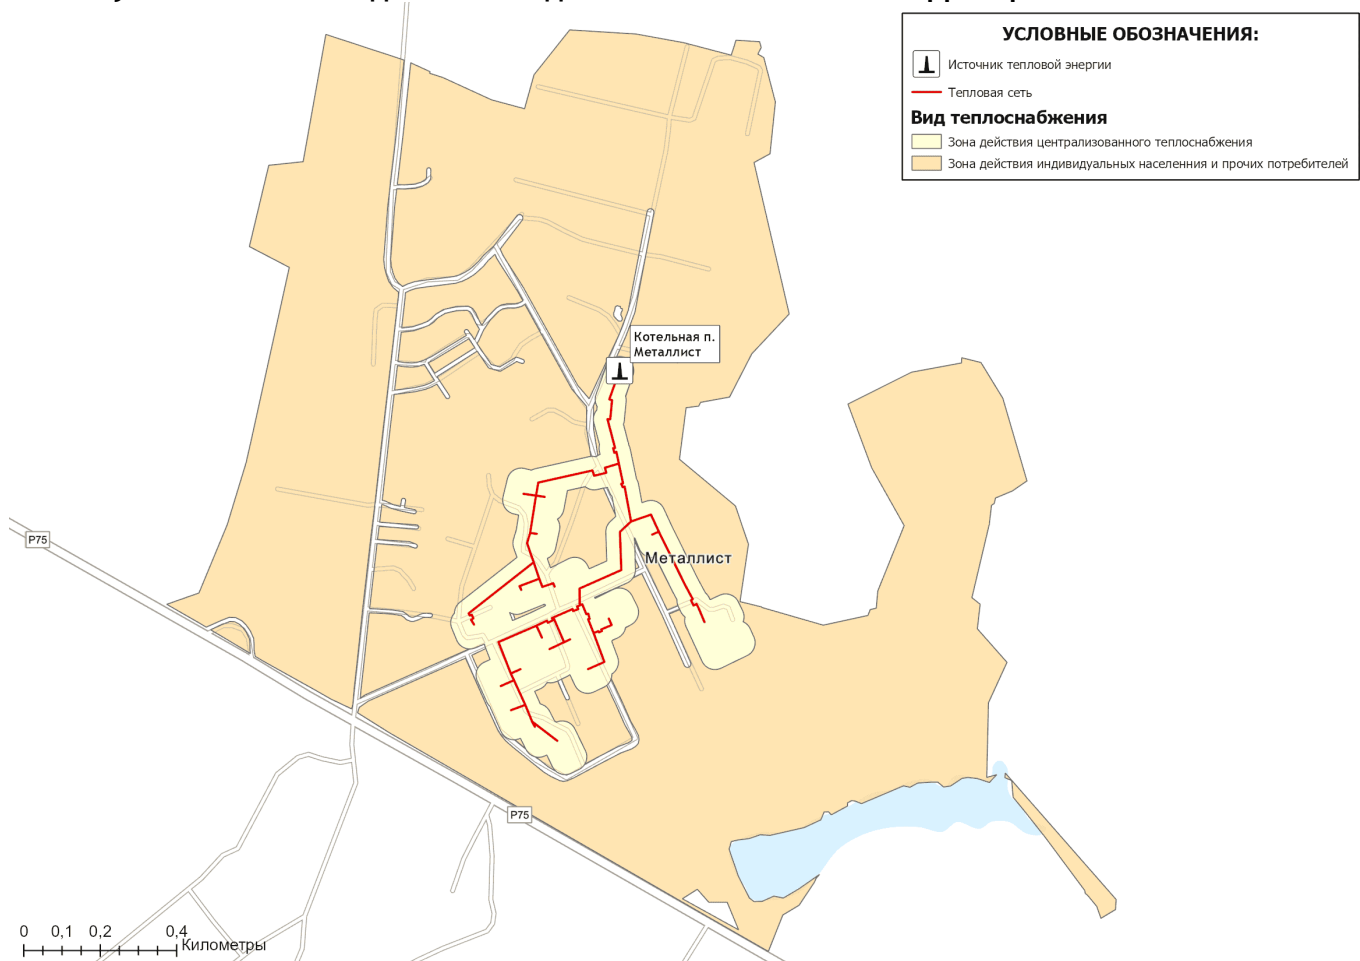 УСЛОВНЫЕ ОБОЗНАЧЕНИЯ:
Источник тепловой энергии
Тепловая сеть
Вид теплоснабжения
Зона действия централизованного теплоснабжения
Зона действия индивидуальных населенния и прочих потребителей
Котельная п.
Металлист
P75
Металлист
P75
0 0,1 0,2 0,4
Километры